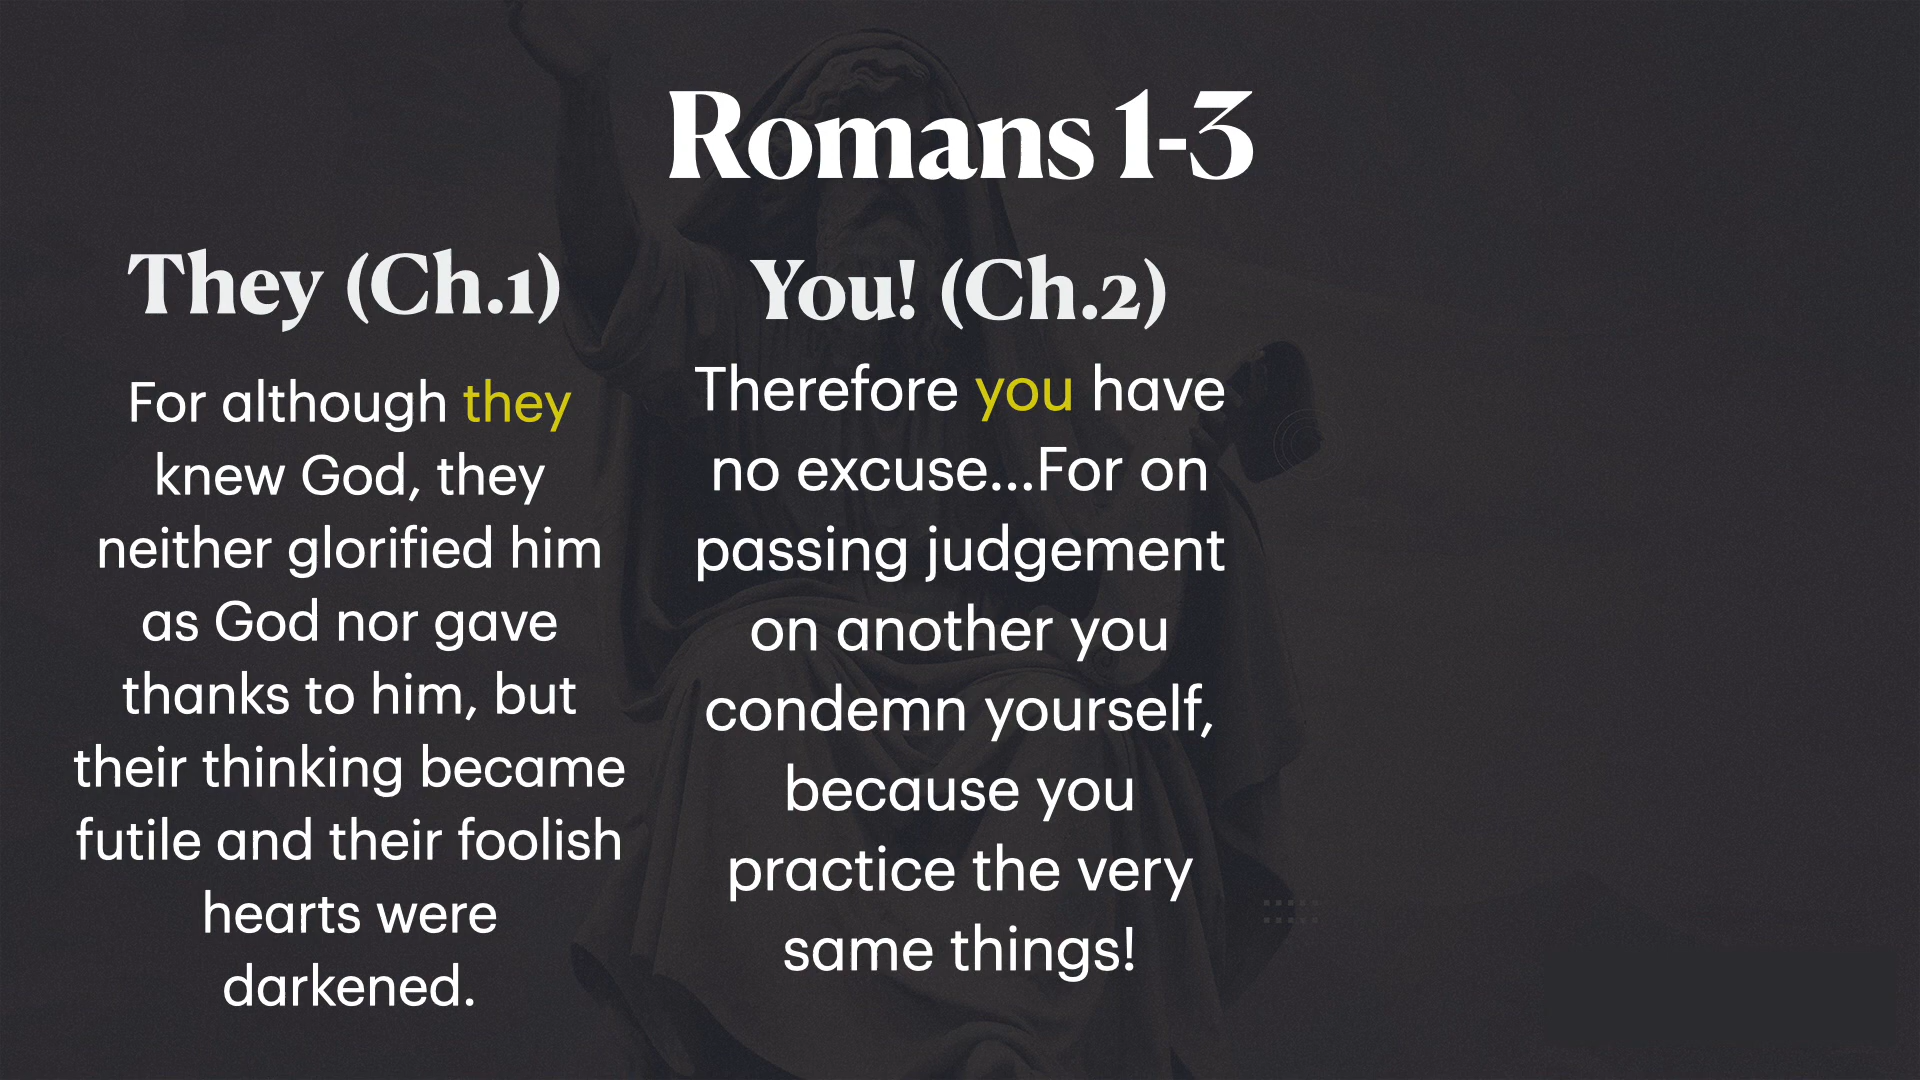 Romans 1-3
They (Ch.1)
For although they
knew God, they
neither glorified him
as God nor gave
thanks to him, but
their thinking became
futile and their foolish
hearts were
darkened.
You! (Ch.2)
Therefore you have
no excuse...For on
passing judgement
on another you
condemn yourself,
because you
practice the very
same things!